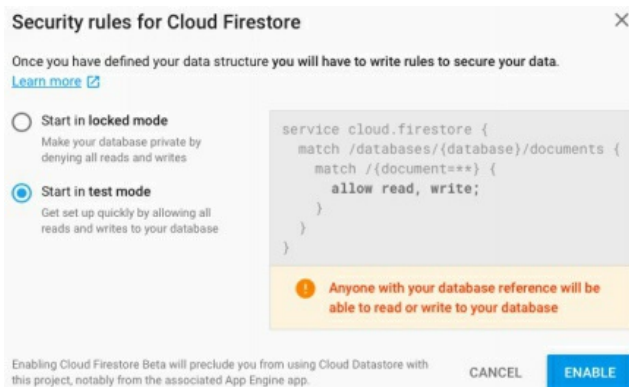 Security rules for Cloud Firestore
Once you have defined your data structure you will have to write rules to secure your data.
Learn more
Start in locked mode
Make your database private by
denying all reads and writes
Start in test mode
Get set up quickly by allowing all
reads and writes to your database
service cloud.firestore {
match /databases/{database}/documents {
match /{document=**} {
allow read, write;
}
}
}
Anyone with your database reference will be
able to read or write to your database
Enabling Cloud Firestore Beta will preclude you from using Cloud Datastore with
this project, notably from the associated App Engine app.
CANCEL
ENABLE